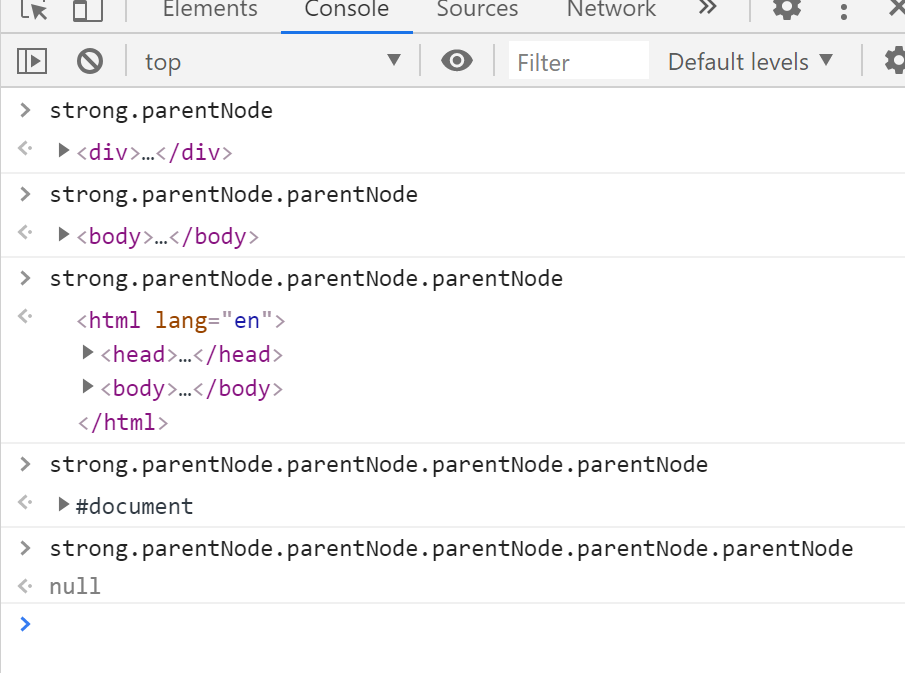 Elements Console Sources Network
top Filter Default levels
strong.parentNode
<div>…</div>
strong.parentNode.parentNode
<body>…</body>
strong.parentNode.parentNode.parentNode
<html lang="en">
<head>…</head>
<body>…</body>
</html>
strong.parentNode.parentNode.parentNode.parentNode
#document
strong.parentNode.parentNode.parentNode.parentNode.parentNode
null